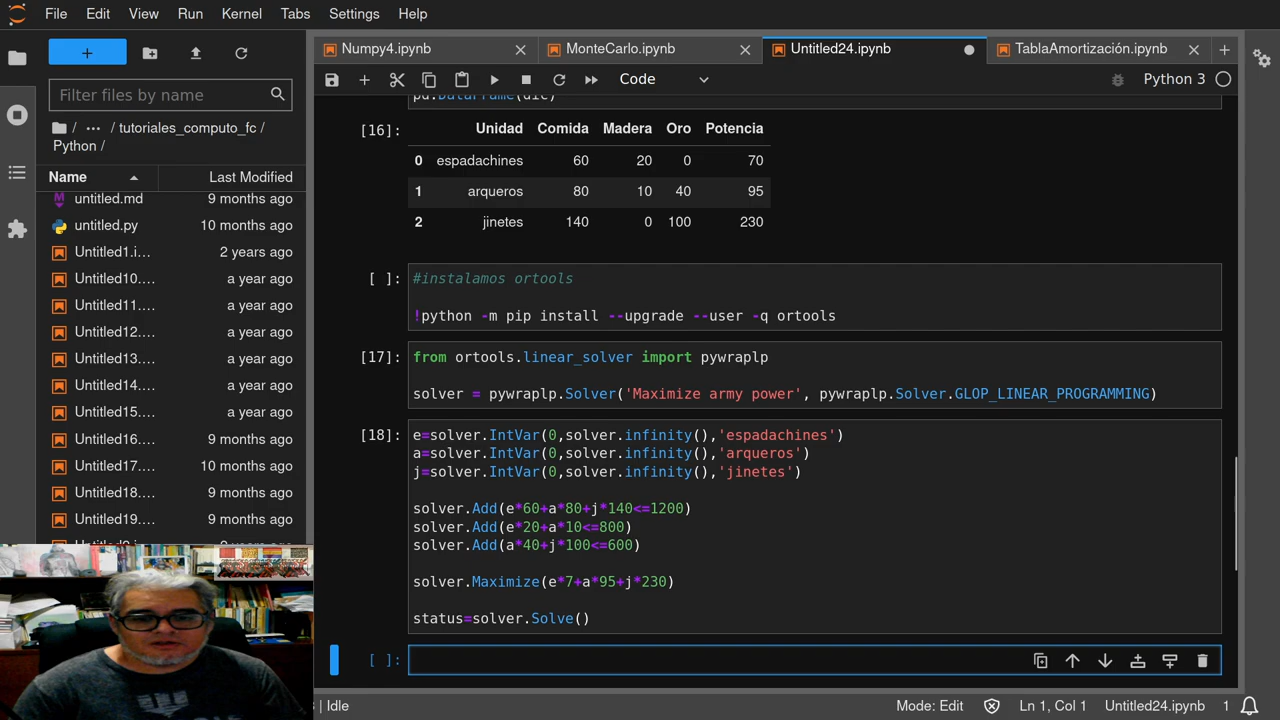 File Edit View Run Kernel Tabs Settings Help
Numpy4.ipynb
MonteCarlo.ipynb
Untitled24.ipynb
TablaAmortización.ipynb
Filter files by name
/ ... / tutoriales_computo_fc /
Python /
Name Last Modified
untitled.md 9 months ago
untitled.py 10 months ago
Untitled1.i... 2 years ago
Untitled10.... a year ago
Untitled11.... a year ago
Untitled12.... a year ago
Untitled13.... a year ago
Untitled14.... a year ago
Untitled15.... a year ago
Untitled16.... 9 months ago
Untitled17.... 10 months ago
Untitled18.... 9 months ago
Untitled19.... 9 months ago
Code
Python 3
pd.DataFrame(dic)
[16]:
Unidad Comida Madera Oro Potencia
0 espadachines 60 20 0 70
1 arqueros 80 10 40 95
2 jinetes 140 0 100 230
[ ]: #instalamos ortools
!python -m pip install --upgrade --user -q ortools
[17]: from ortools.linear_solver import pywraplp
solver = pywraplp.Solver('Maximize army power', pywraplp.Solver.GLOP_LINEAR_PROGRAMMING)
[18]: e=solver.IntVar(0,solver.infinity(),'espadachines')
a=solver.IntVar(0,solver.infinity(),'arqueros')
j=solver.IntVar(0,solver.infinity(),'jinetes')
solver.Add(e*60+a*80+j*140<=1200)
solver.Add(e*20+a*10<=800)
solver.Add(a*40+j*100<=600)
solver.Maximize(e*7+a*95+j*230)
status=solver.Solve()
[ ]:
| Idle
Mode: Edit
Ln 1, Col 1
Untitled24.ipynb
1